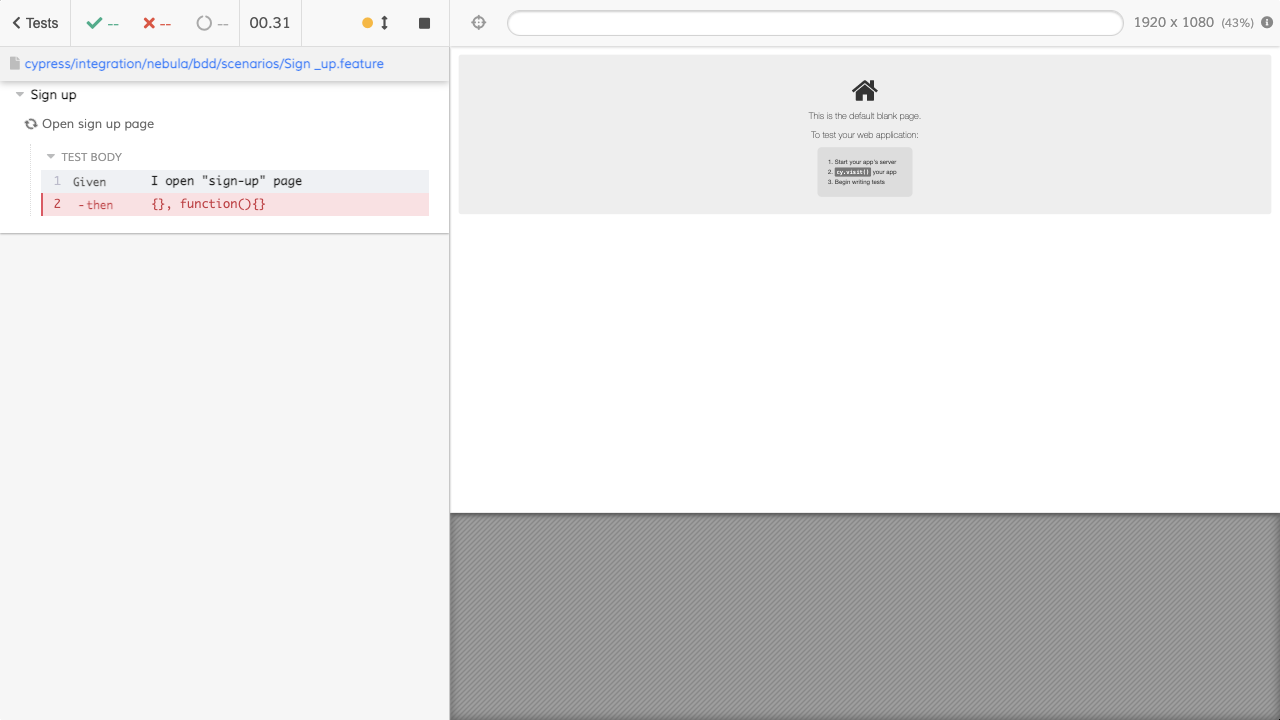 Tests
--
--
--
00.31
1920 x 1080 (43%)
cypress/integration/nebula/bdd/scenarios/Sign _up.feature
Sign up
Open sign up page
TEST BODY
1 Given I open "sign-up" page
2 -then {}, function(){}
This is the default blank page.
To test your web application:
1. Start your app's server
2. cy.visit() your app
3. Begin writing tests